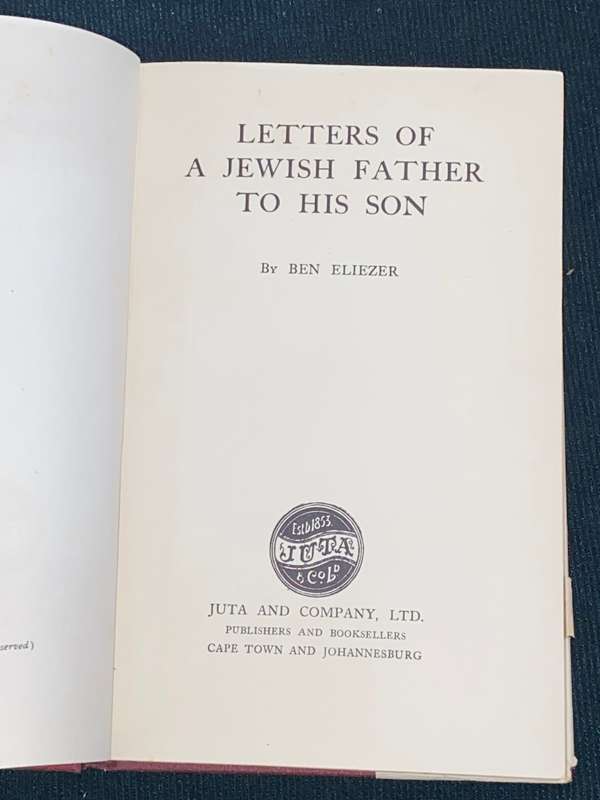 LETTERS OF
A JEWISH FATHER
TO HIS SON
By BEN ELIEZER
Estd 1853
JUTA
& Co Ld
JUTA AND COMPANY, LTD.
PUBLISHERS AND BOOKSELLERS
CAPE TOWN AND JOHANNESBURG
served)